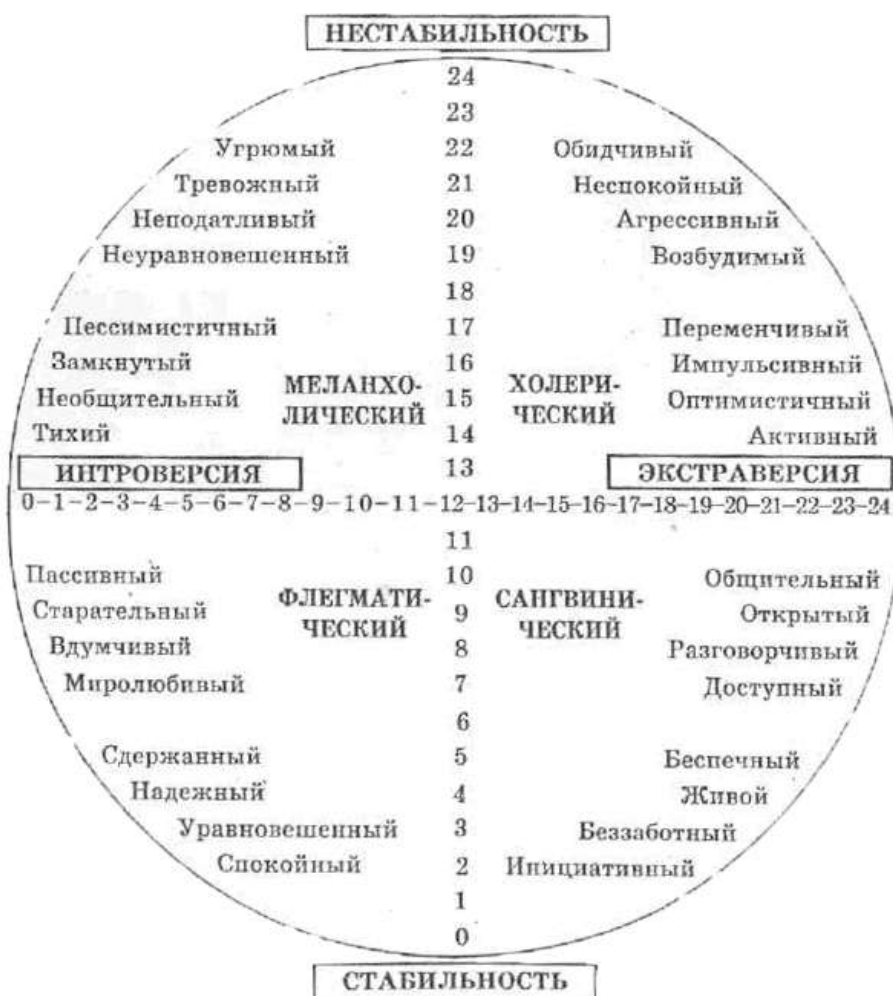 НЕСТАБИЛЬНОСТЬ
24
23
Угрюмый 22 Обидчивый
Тревожный 21 Неспокойный
Неподатливый 20 Агрессивный
Неуравновешенный 19 Возбудимый
18
Пессимистичный 17 Переменчивый
Замкнутый 16 Импульсивный
МЕЛАНХО- ХОЛЕРИ-
Необщительный 15 Оптимистичный
ЛИЧЕСКИЙ ЧЕСКИЙ
Тихий 14 Активный
ИНТРОВЕРСИЯ 13 ЭКСТРАВЕРСИЯ
0-1-2-3-4-5-6-7-8-9-10-11-12-13-14-15-16-17-18-19-20-21-22-23-24
11
Пассивный 10 Общительный
ФЛЕГМАТИ- САНГВИНИ-
Старательный 9 Открытый
ЧЕСКИЙ ЧЕСКИЙ
Вдумчивый 8 Разговорчивый
Миролюбивый 7 Доступный
6
Сдержанный 5 Беспечный
Надежный 4 Живой
Уравновешенный 3 Беззаботный
Спокойный 2 Инициативный
1
0
СТАБИЛЬНОСТЬ